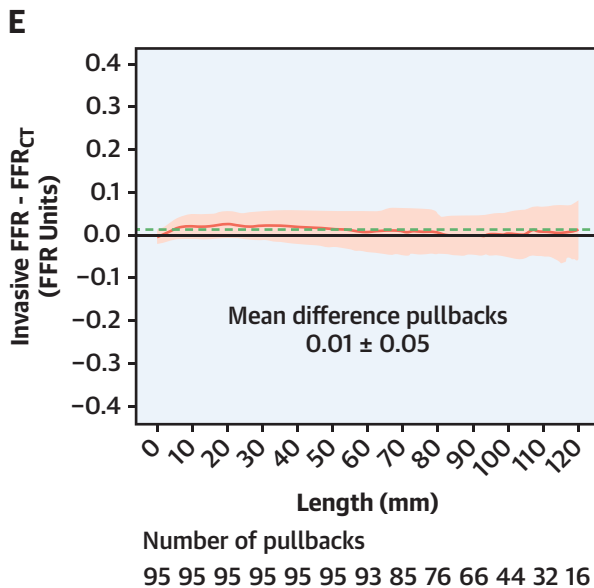 E
Invasive FFR - FFRCT
(FFR Units)
0.4
0.3
0.2
0.1
0.0
−0.1
−0.2
−0.3
−0.4
Mean difference pullbacks
0.01 ± 0.05
0 10 20 30 40 50 60 70 80 90 100 110 120
Length (mm)
Number of pullbacks
95 95 95 95 95 95 93 85 76 66 44 32 16